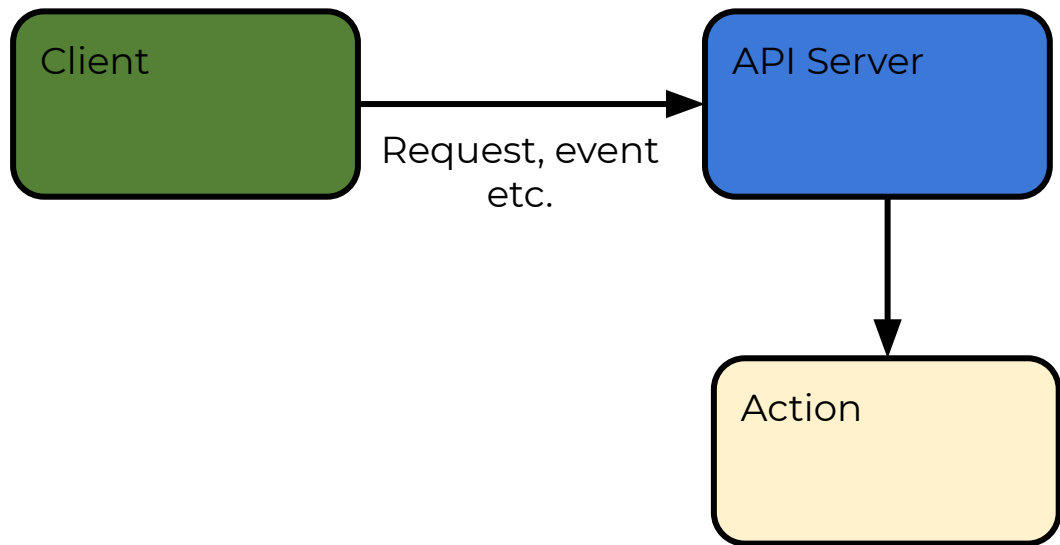 Client
API Server
Request, event
etc.
Action